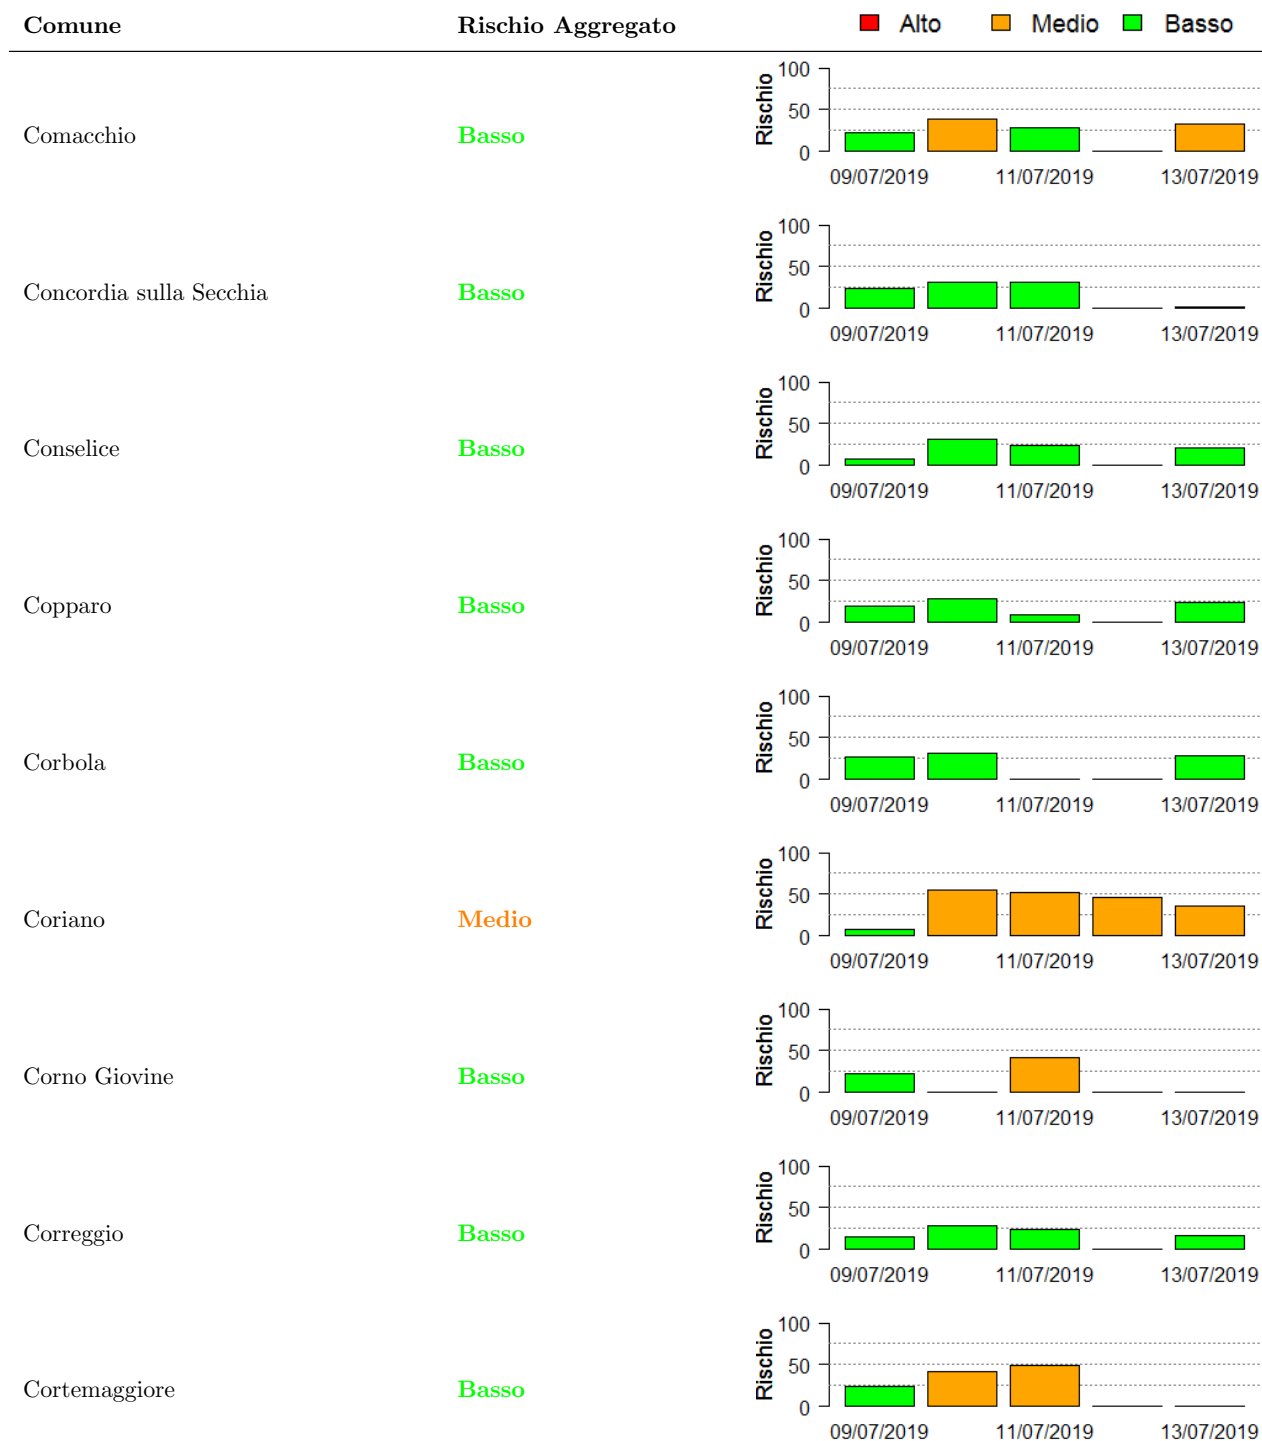 Comune Rischio Aggregato Alto Medio Basso
Comacchio Basso
Rischio
100
50
0
09/07/2019 11/07/2019 13/07/2019
Concordia sulla Secchia Basso
Rischio
100
50
0
09/07/2019 11/07/2019 13/07/2019
Conselice Basso
Rischio
100
50
0
09/07/2019 11/07/2019 13/07/2019
Copparo Basso
Rischio
100
50
0
09/07/2019 11/07/2019 13/07/2019
Corbola Basso
Rischio
100
50
0
09/07/2019 11/07/2019 13/07/2019
Coriano Medio
Rischio
100
50
0
09/07/2019 11/07/2019 13/07/2019
Corno Giovine Basso
Rischio
100
50
0
09/07/2019 11/07/2019 13/07/2019
Correggio Basso
Rischio
100
50
0
09/07/2019 11/07/2019 13/07/2019
Cortemaggiore Basso
Rischio
100
50
0
09/07/2019 11/07/2019 13/07/2019